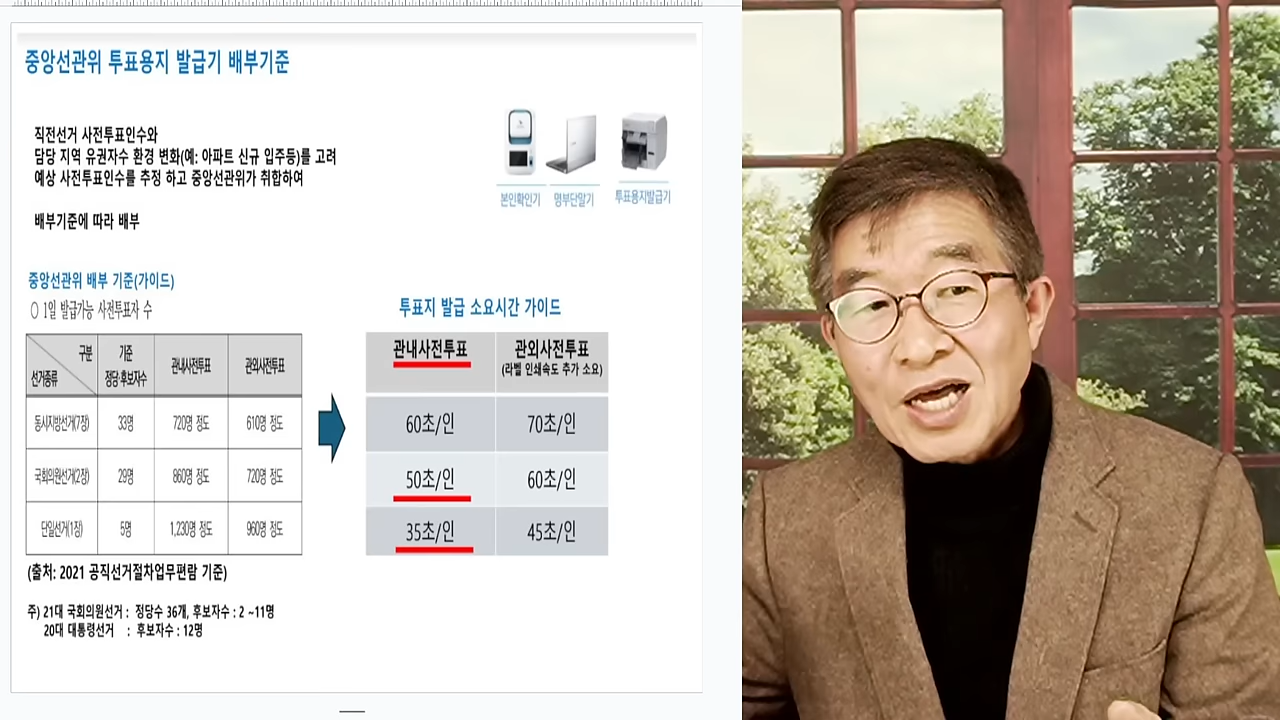 중앙선관위 투표용지 발급기 배부기준
직전선거 사전투표인수와
담당 지역 유권자수 환경 변화(예: 아파트 신규 입주등)를 고려
예상 사전투표인수를 추정 하고 중앙선관위가 취합하여
배부기준에 따라 배부
본인확인기 명부단말기 투표용지발급기
중앙선관위 배부 기준(가이드)
○ 1일 발급가능 사전투표자 수
구분
선거종류
기준
정당·후보자수
관내사전투표
관외사전투표
동시지방선거(7장) 33명 720명 정도 610명 정도
국회의원선거(2장) 29명 860명 정도 720명 정도
단일선거(1장) 5명 1,230명 정도 960명 정도
(출처: 2021 공직선거절차업무편람 기준)
투표지 발급 소요시간 가이드
관내사전투표
관외사전투표
(라벨 인쇄속도 추가 소요)
60초/인 70초/인
50초/인 60초/인
35초/인 45초/인
주) 21대 국회의원선거 : 정당수 36개, 후보자수 : 2 ~11명
20대 대통령선거 : 후보자수 : 12명